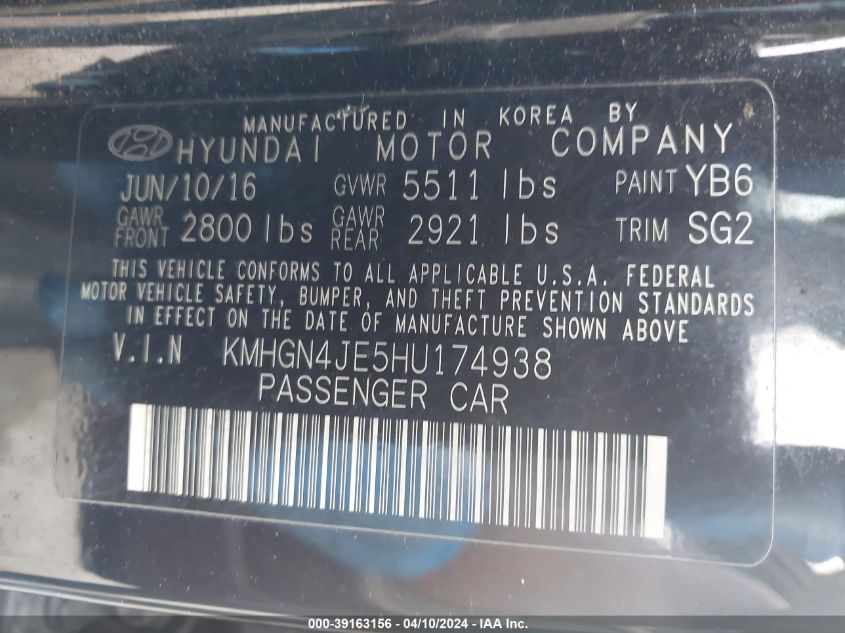 MANUFACTURED IN KOREA BY
HYUNDAI MOTOR COMPANY
JUN/10/16 GVWR 5511 lbs PAINT YB6
GAWR FRONT 2800 lbs GAWR REAR 2921 lbs TRIM SG2
THIS VEHICLE CONFORMS TO ALL APPLICABLE U.S.A. FEDERAL
MOTOR VEHICLE SAFETY, BUMPER, AND THEFT PREVENTION STANDARDS
IN EFFECT ON THE DATE OF MANUFACTURE SHOWN ABOVE
V.I.N KMHGN4JE5HU174938
PASSENGER CAR
000-39163156 - 04/10/2024 - IAA Inc.